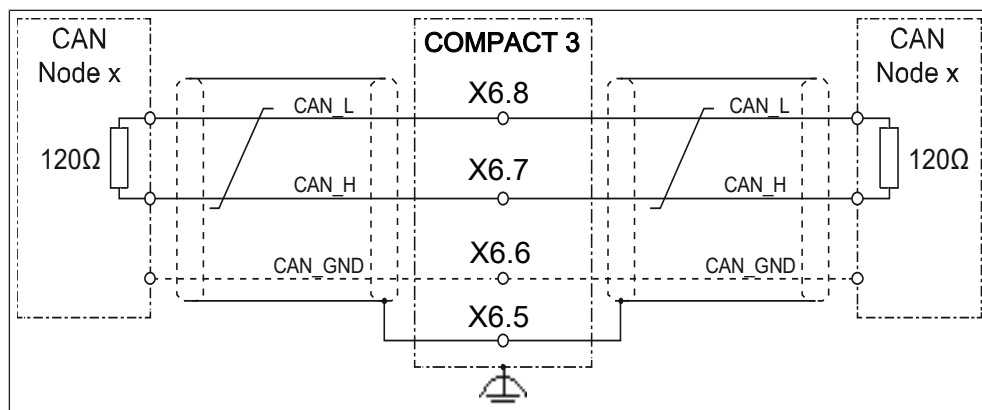 CAN
Node x
COMPACT 3
CAN
Node x
CAN_L
X6.8
CAN_L
120Ω
CAN_H
X6.7
CAN_H
120Ω
CAN_GND
X6.6
CAN_GND
X6.5